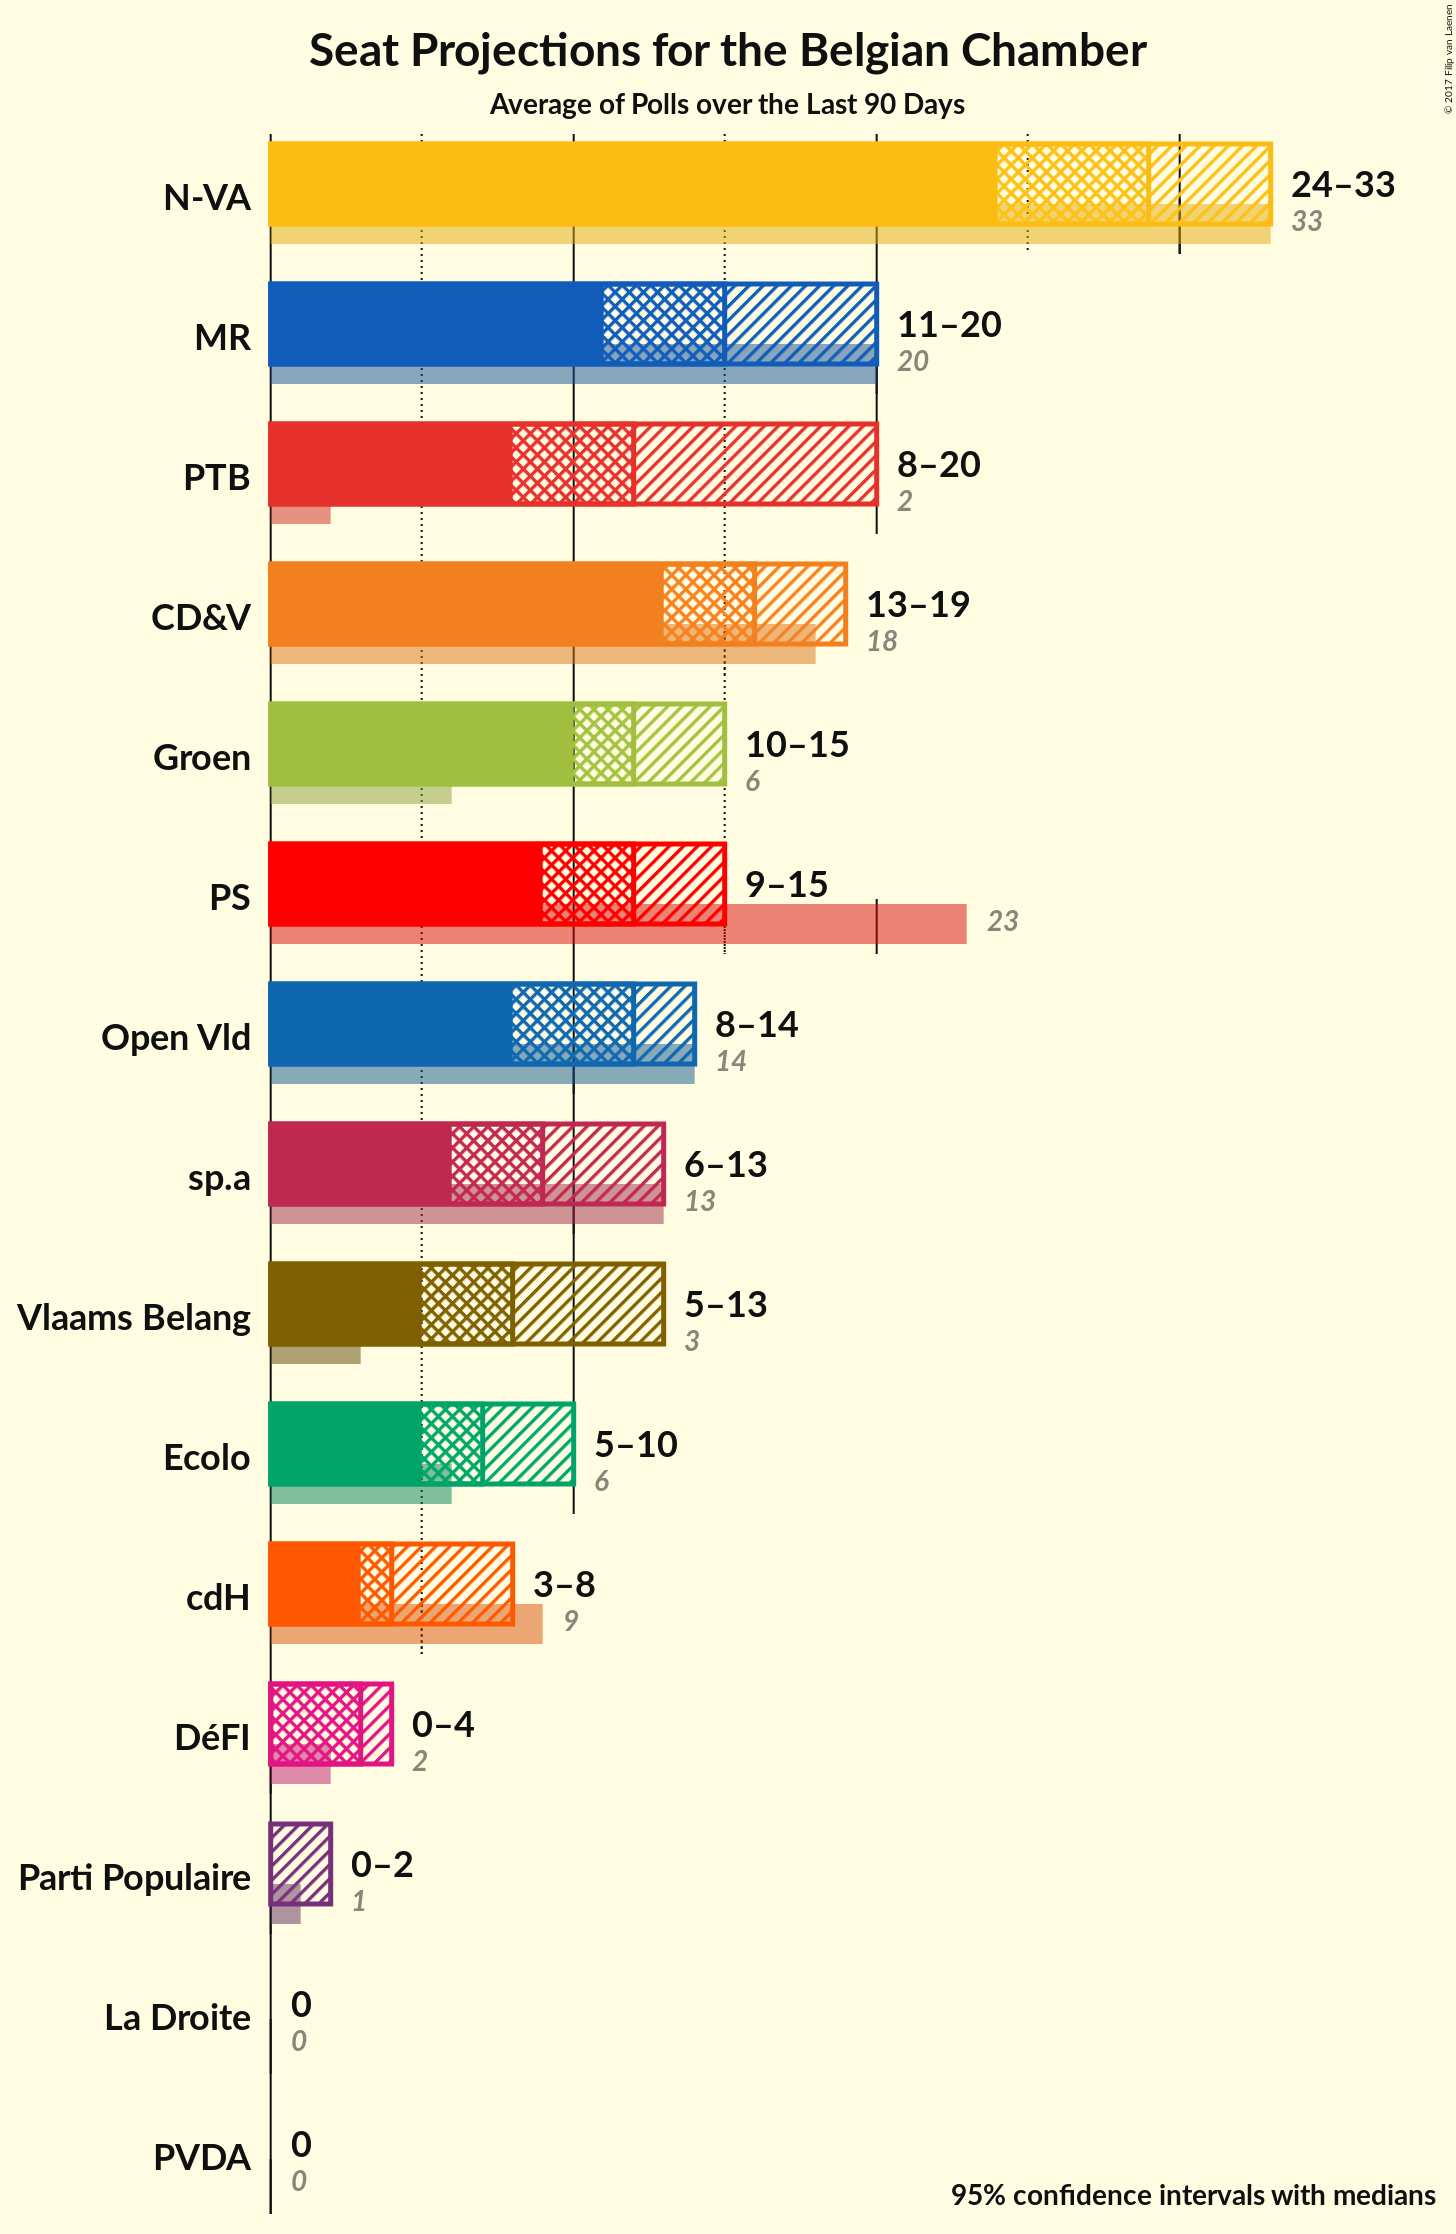 Seat Projections for the Belgian Chamber
Average of Polls over the Last 90 Days
© 2017 Filip van Laenen
N-VA
24–33
33
MR
11–20
20
PTB
8–20
2
CD&V
13–19
18
Groen
10–15
6
PS
9–15
23
Open Vld
8–14
14
sp.a
6–13
13
Vlaams Belang
5–13
3
Ecolo
5–10
6
cdH
3–8
9
DéFI
0–4
2
Parti Populaire
0–2
1
La Droite
0
0
PVDA
0
0
95% confidence intervals with medians